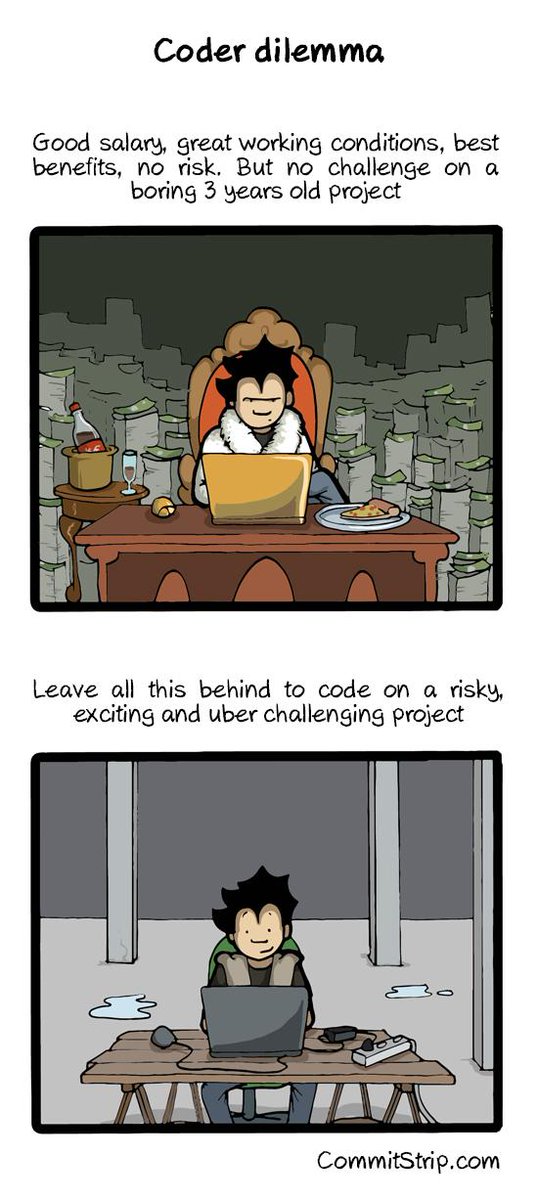 Coder dilemma
Good salary, great working conditions, best
benefits, no risk. But no challenge on a
boring 3 years old project
Leave all this behind to code on a risky,
exciting and uber challenging project
CommitStrip.com